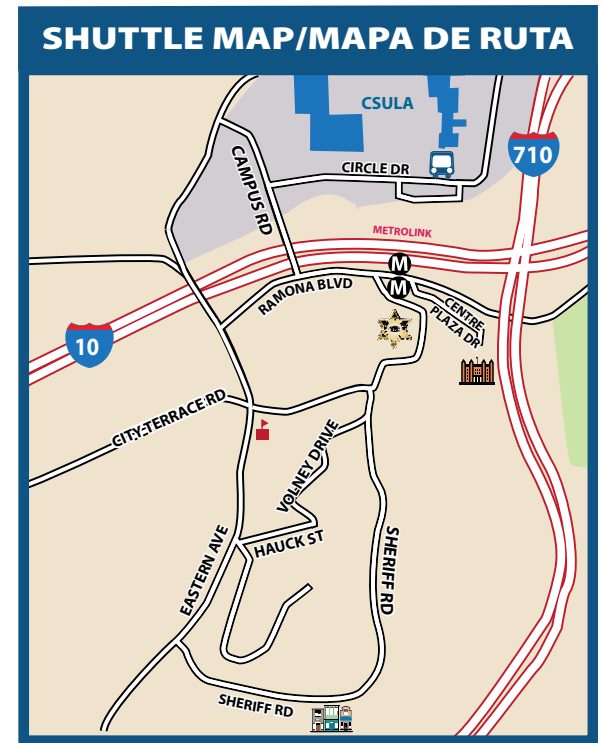 SHUTTLE MAP/MAPA DE RUTA
CSULA
710
CIRCLE DR
CAMPUS RD
METROLINK
M
M
RAMONA BLVD
CENTRE
PLAZA DR
10
CITY TERRACE RD
VOLNEY DRIVE
HAUCK ST
EASTERN AVE
SHERIFF RD
SHERIFF RD